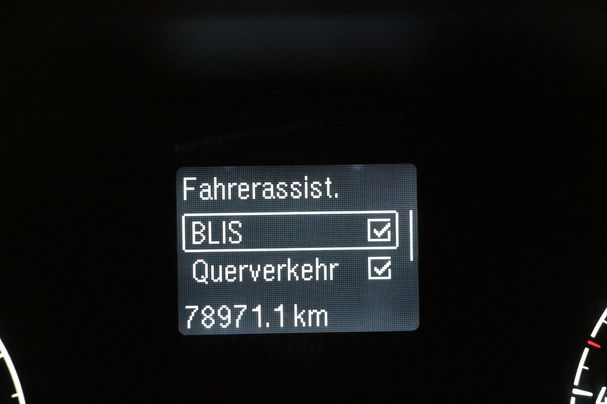 Fahrerassist.
BLIS
Querverkehr
78971.1 km